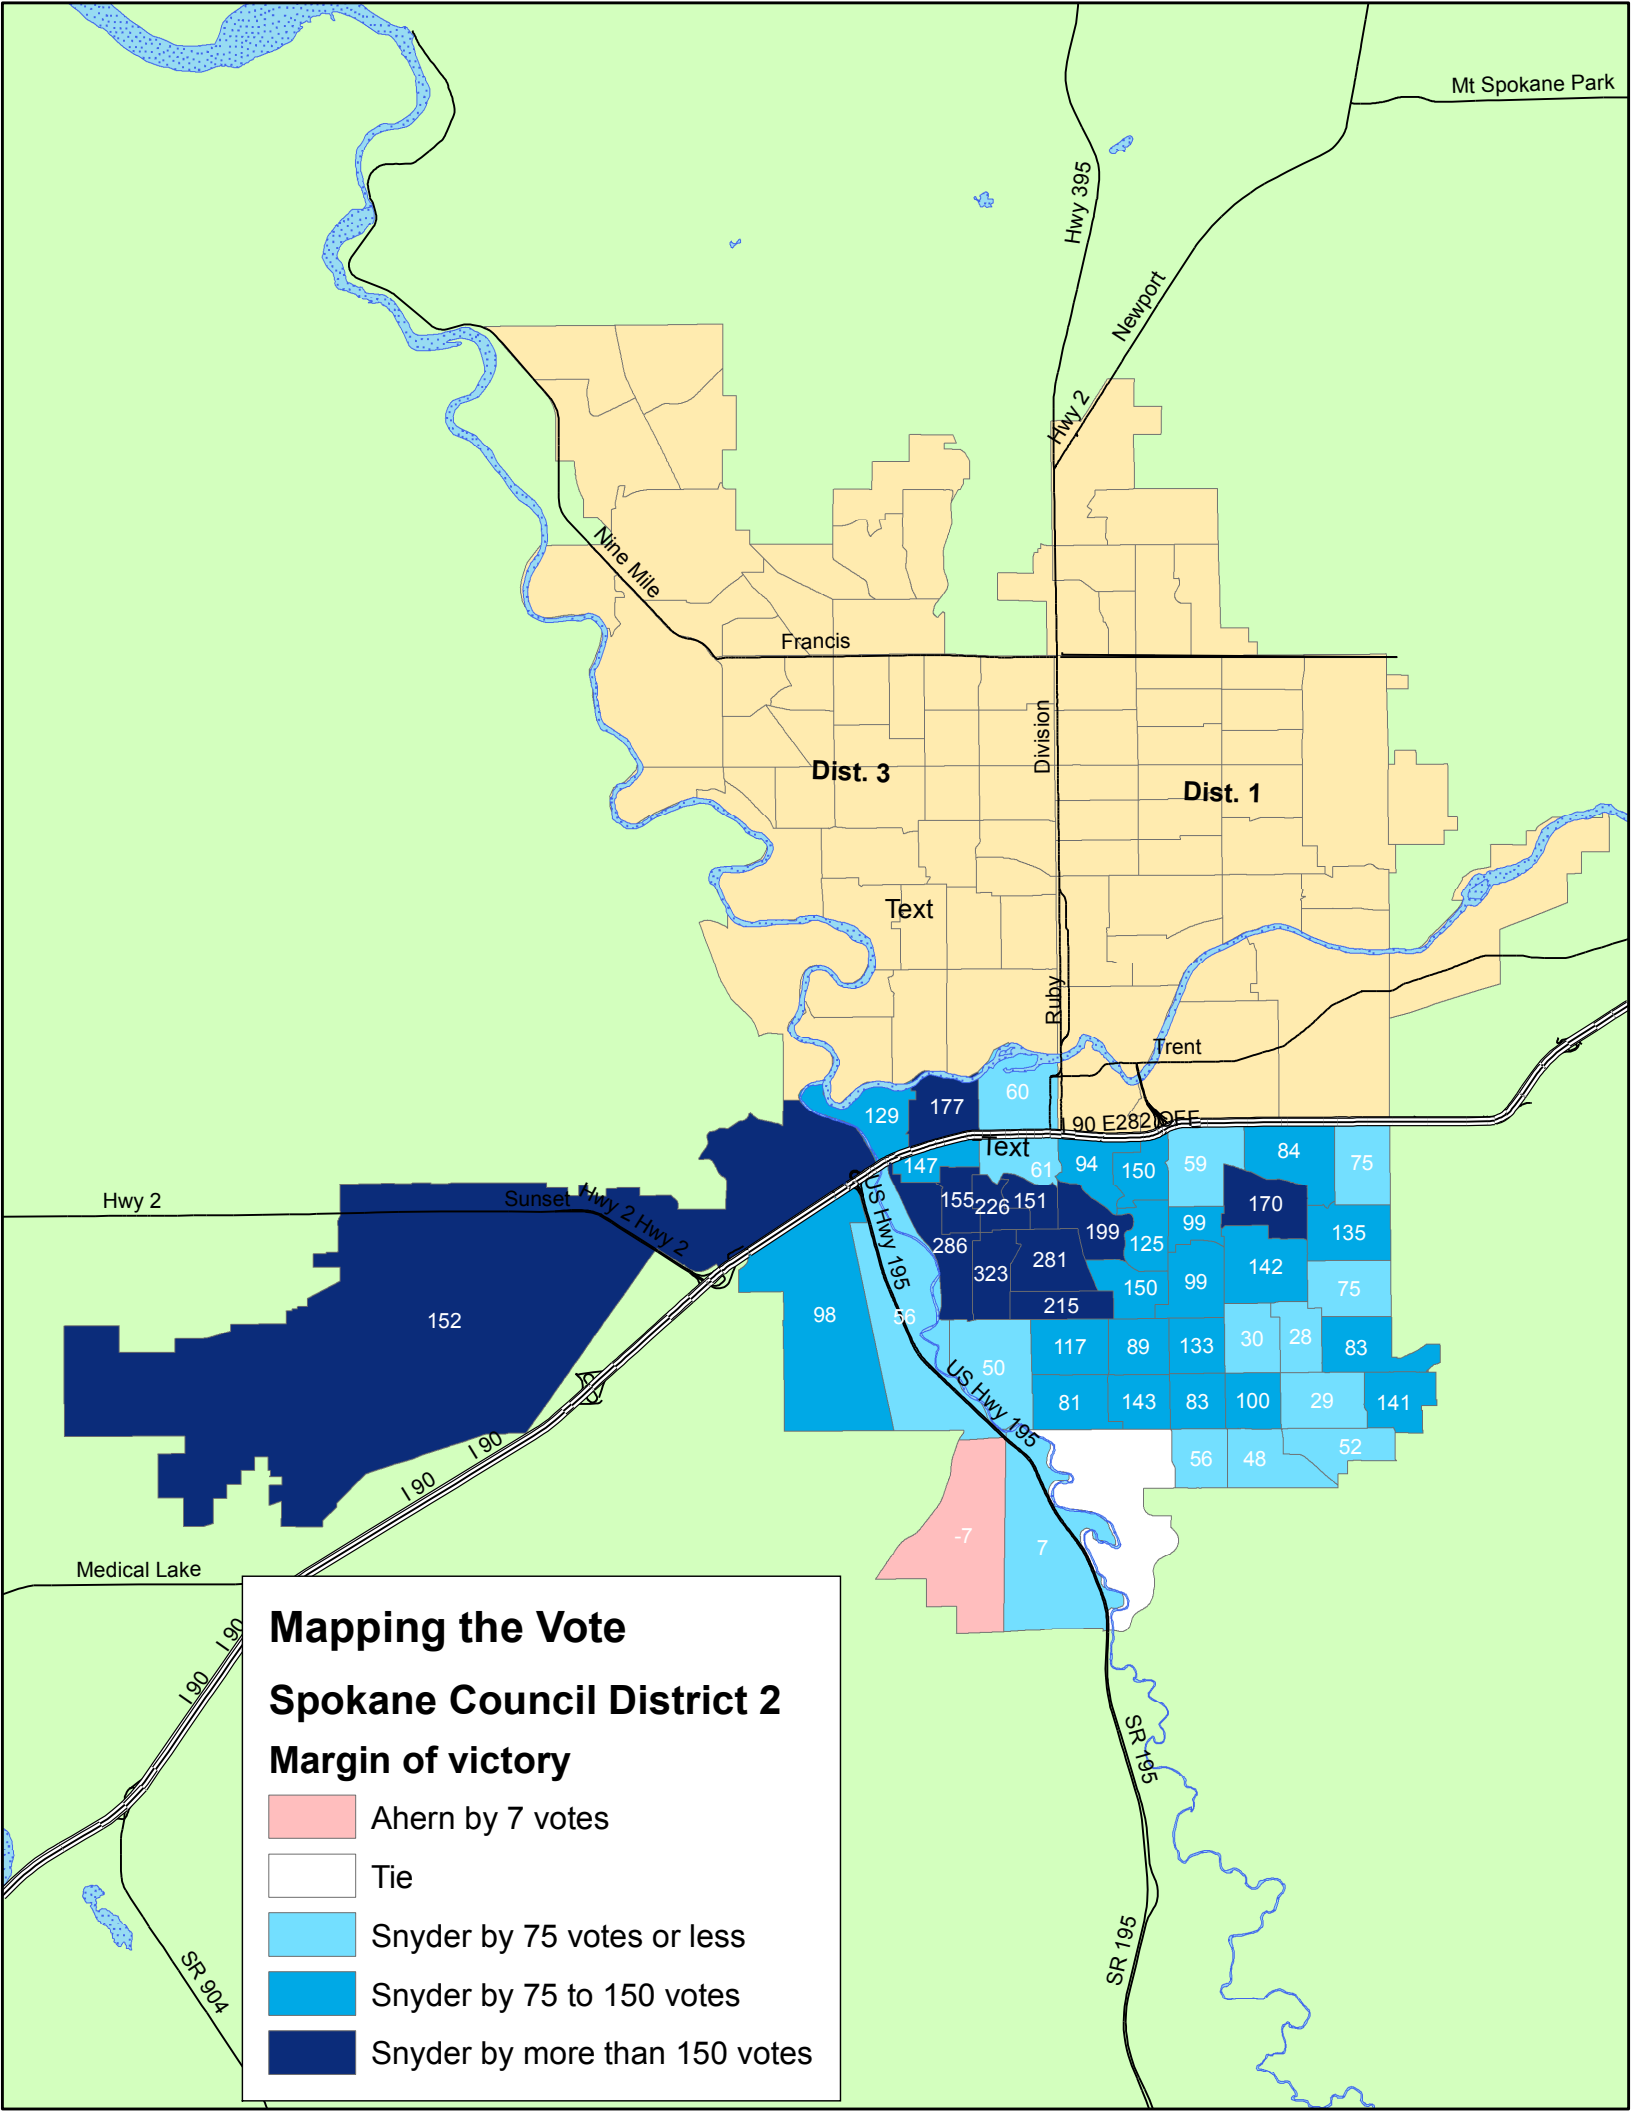 Mt Spokane Park
Hwy 395
Newport
Hwy 2
Nine Mile
Francis
Division
Dist. 3
Dist. 1
Text
Ruby
Trent
60
177
129
I 90 E282 OFF
Text
61
94
150
59
84
75
147
Hwy 2
Sunset
Hwy 2
Hwy 2
US Hwy 195
155
226
151
170
199
99
135
125
286
281
323
142
150
99
75
215
152
98
56
117
89
133
30
28
83
50
US Hwy 195
81
143
83
100
29
141
I 90
I 90
56
48
52
-7
7
Medical Lake
I 90
I 90
Mapping the Vote
Spokane Council District 2
Margin of victory
Ahern by 7 votes
Tie
Snyder by 75 votes or less
Snyder by 75 to 150 votes
Snyder by more than 150 votes
SR 195
SR 195
SR 904